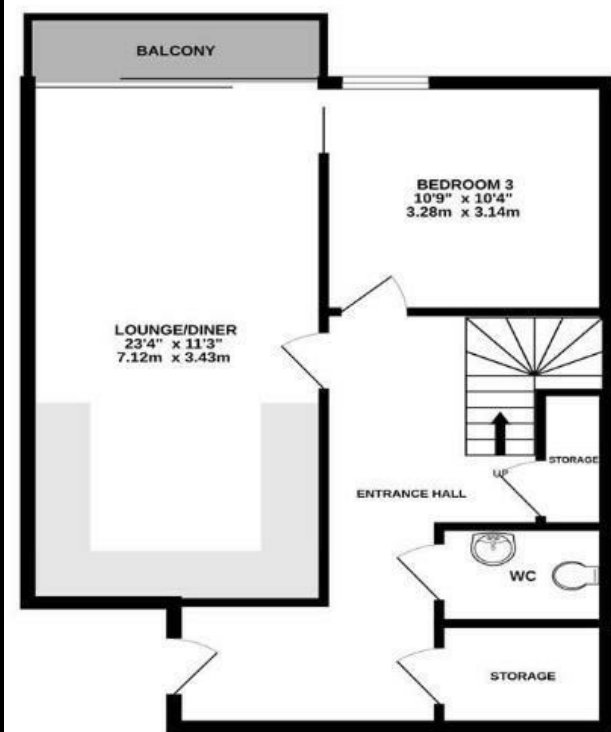 BALCONY
BEDROOM 3
10'9" x 10'4"
3.28m x 3.14m
LOUNGE/DINER
23'4" x 11'3"
7.12m x 3.43m
STORAGE
UP
ENTRANCE HALL
WC
STORAGE